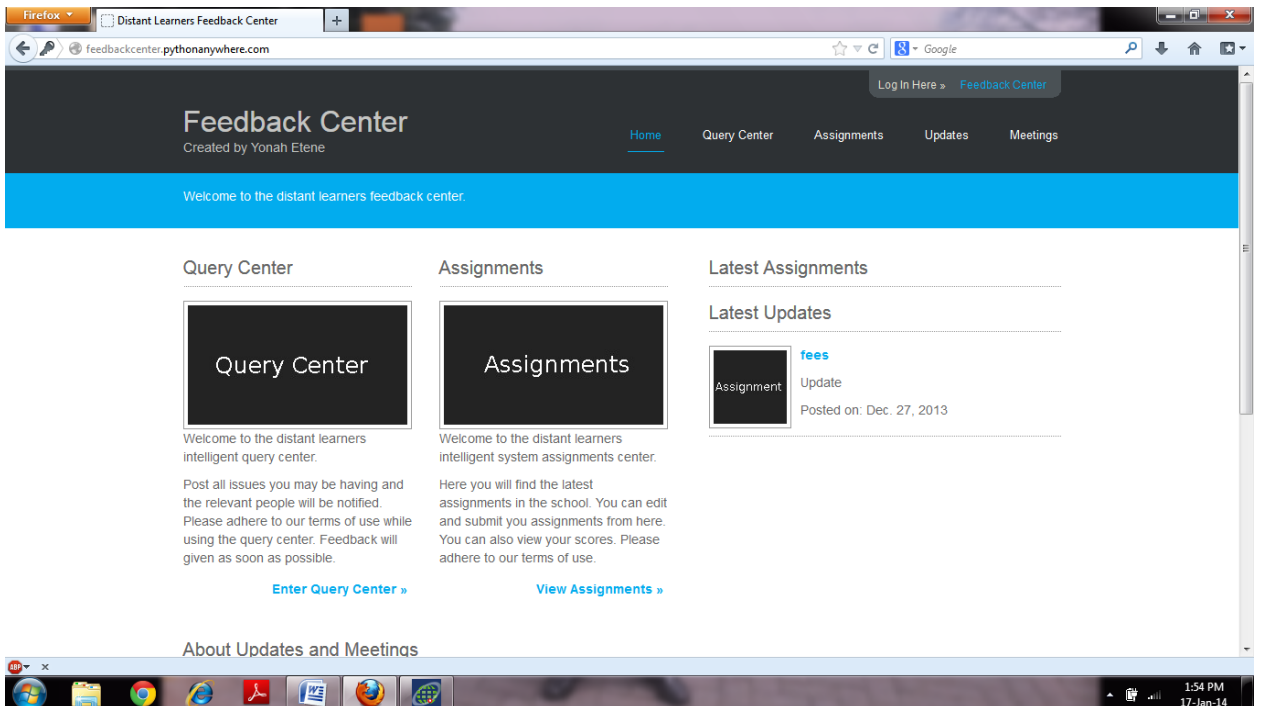 Firefox
Distant Learners Feedback Center
feedbackcenter.pythonanywhere.com
Google
Log In Here » Feedback Center
Feedback Center
Created by Yonah Etene
Home Query Center Assignments Updates Meetings
Welcome to the distant learners feedback center.
Query Center
Query Center
Welcome to the distant learners
intelligent query center.
Post all issues you may be having and
the relevant people will be notified.
Please adhere to our terms of use while
using the query center. Feedback will
given as soon as possible.
Enter Query Center »
Assignments
Assignments
Welcome to the distant learners
intelligent system assignments center.
Here you will find the latest
assignments in the school. You can edit
and submit you assignments from here.
You can also view your scores. Please
adhere to our terms of use.
View Assignments »
Latest Assignments
Latest Updates
Assignment
fees
Update
Posted on: Dec. 27, 2013
About Updates and Meetings
ABP
1:54 PM
17-Jan-14